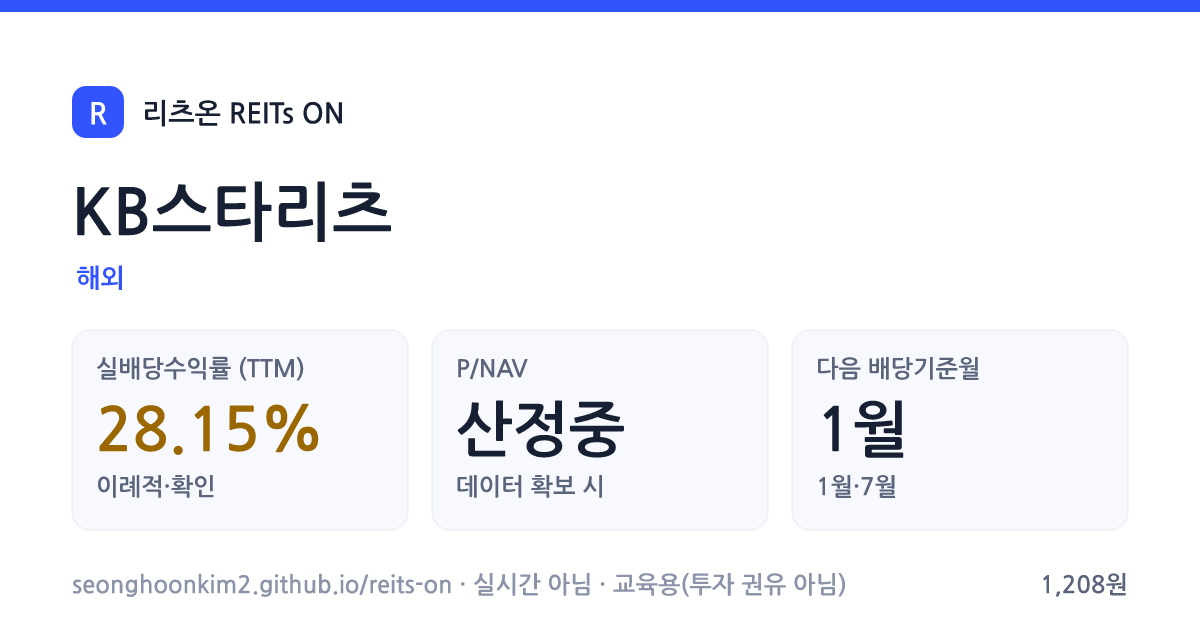 R 리츠온 REITs ON
KB스타리츠
해외
실배당수익률 (TTM)
28.15%
이례적·확인
P/NAV
산정중
데이터 확보 시
다음 배당기준월
1월
1월·7월
seonghoonkim2.github.io/reits-on · 실시간 아님 · 교육용(투자 권유 아님)
1,208원